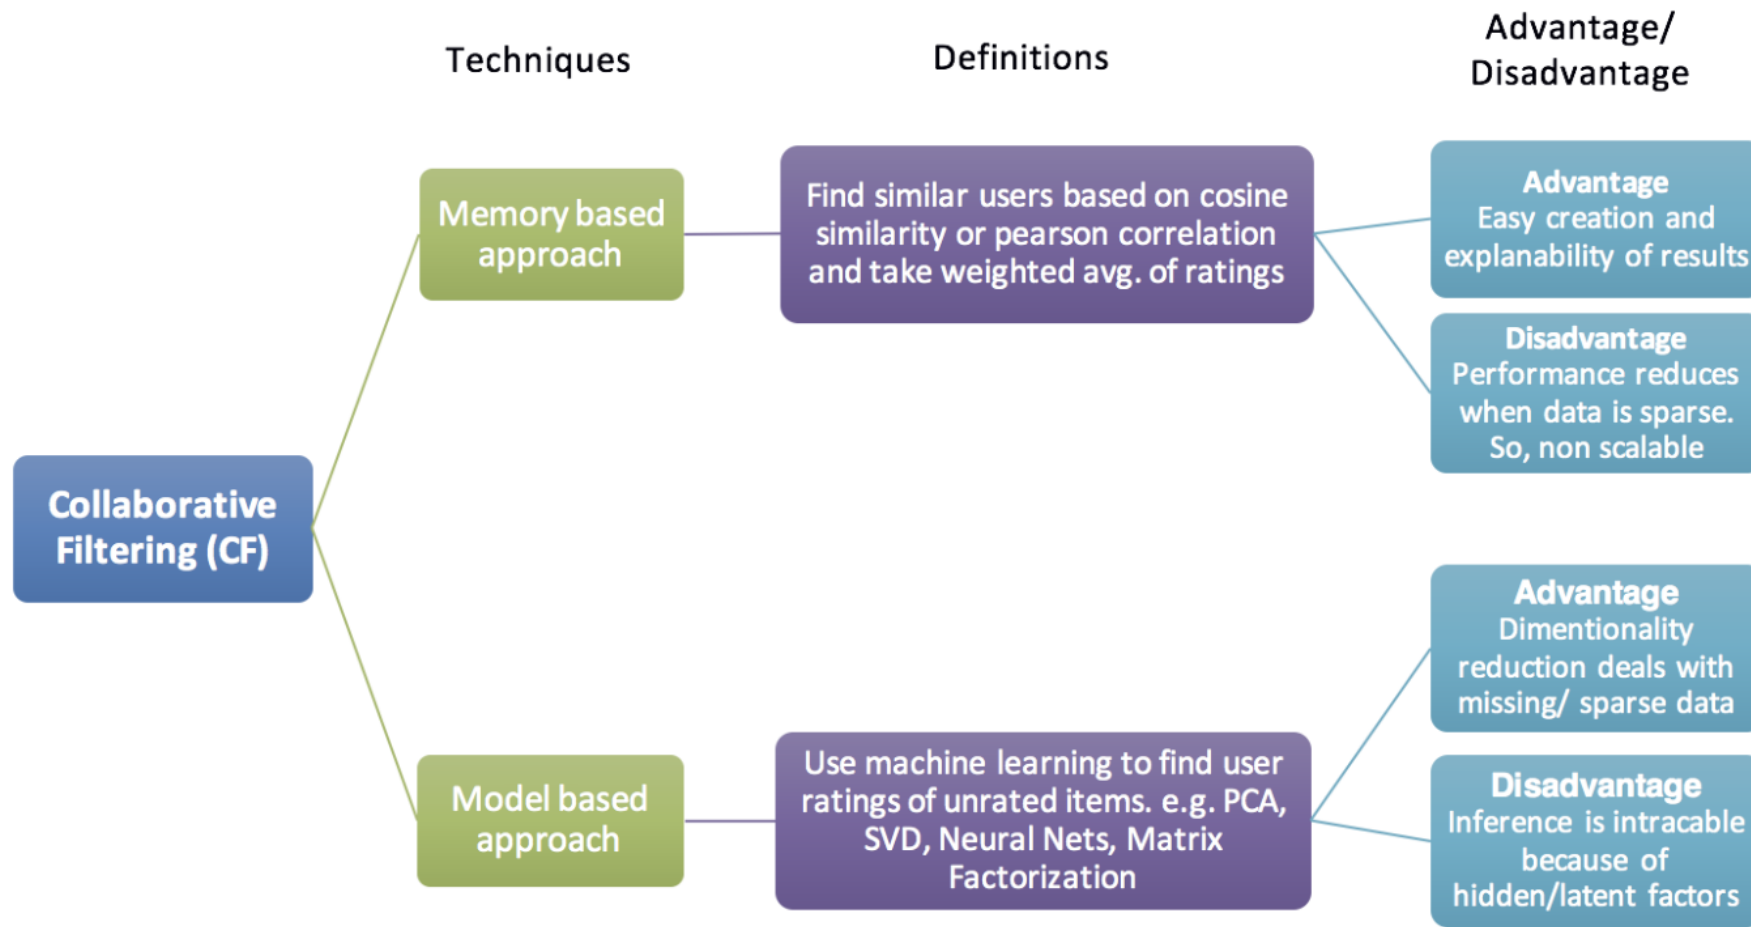 Techniques
Definitions
Advantage/
Disadvantage
Collaborative
Filtering (CF)
Memory based
approach
Find similar users based on cosine
similarity or pearson correlation
and take weighted avg. of ratings
Advantage
Easy creation and
explanability of results
Disadvantage
Performance reduces
when data is sparse.
So, non scalable
Model based
approach
Use machine learning to find user
ratings of unrated items. e.g. PCA,
SVD, Neural Nets, Matrix
Factorization
Advantage
Dimentionality
reduction deals with
missing/ sparse data
Disadvantage
Inference is intracable
because of
hidden/latent factors